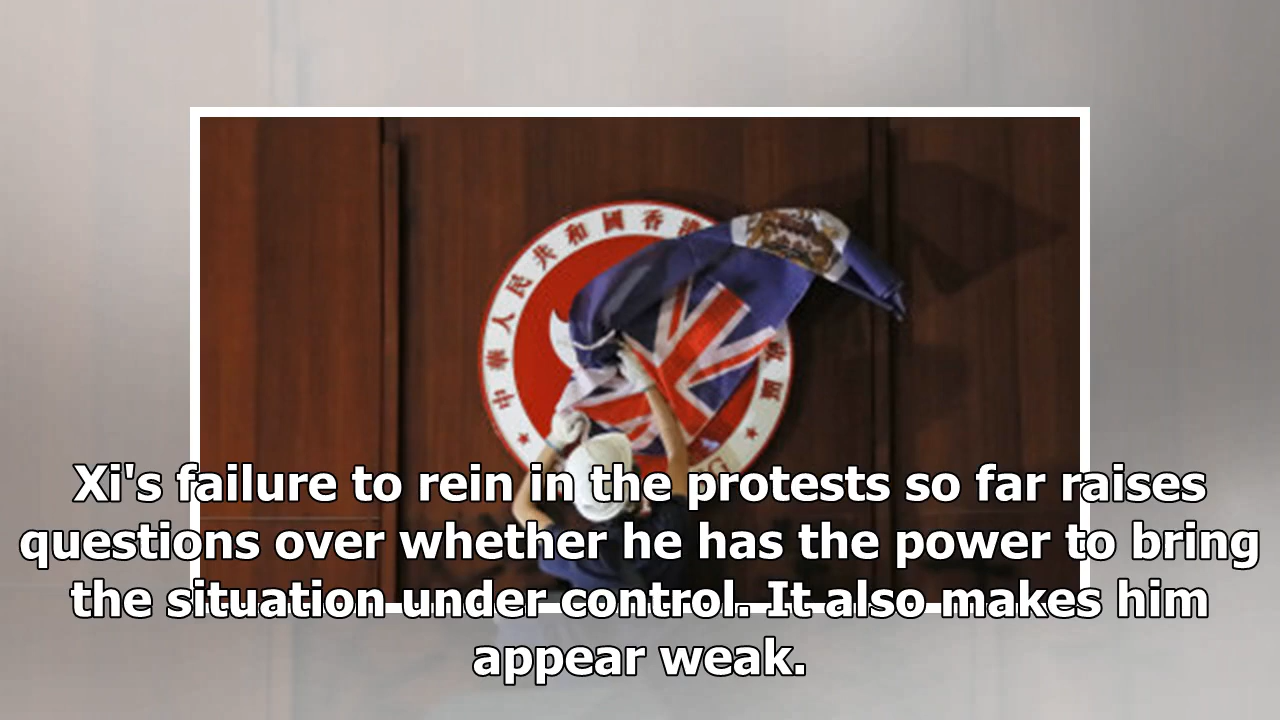 中華人民共和國香港
政區
Xi's failure to rein in the protests so far raises
questions over whether he has the power to bring
the situation under control. It also makes him
appear weak.